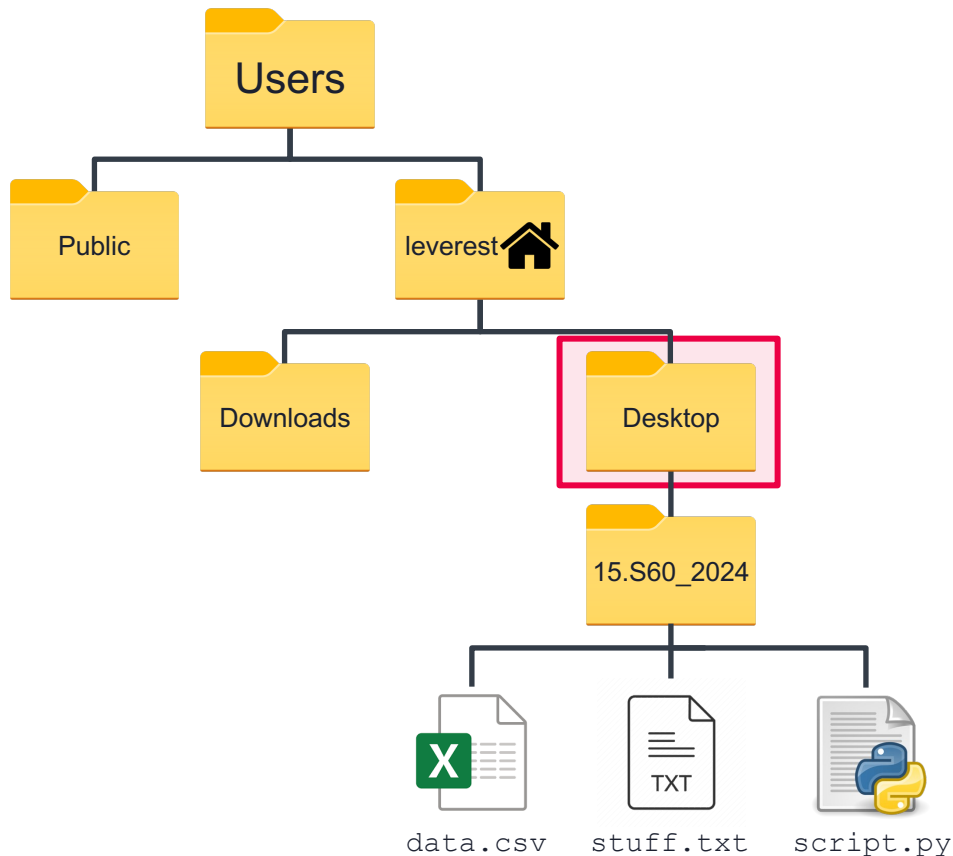 Users
Public
leverest
Downloads
Desktop
15.S60_2024
X
TXT
data.csv
stuff.txt
script.py